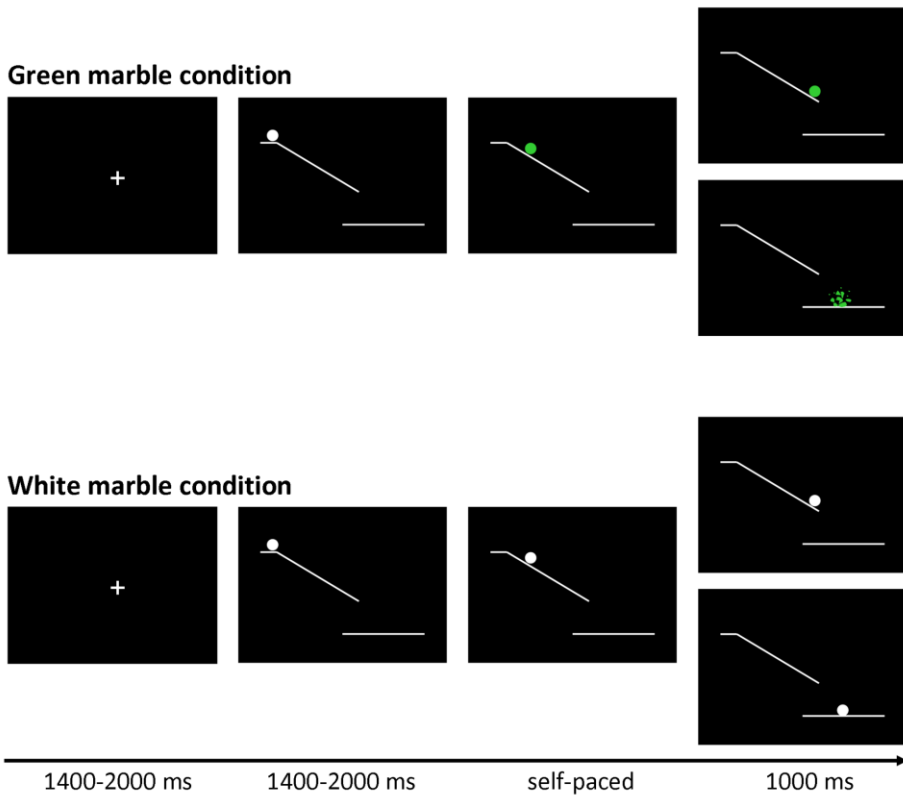 Green marble condition
White marble condition
1400-2000 ms
1400-2000 ms
self-paced
1000 ms